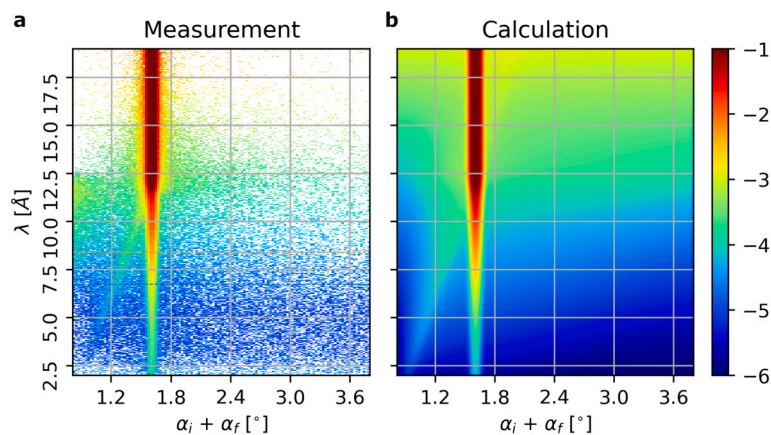 a Measurement
b Calculation
λ [Å]
17.5
15.0
12.5
10.0
7.5
5.0
2.5
1.2 1.8 2.4 3.0 3.6
αi + αf [°]
1.2 1.8 2.4 3.0 3.6
αi + αf [°]
−1
−2
−3
−4
−5
−6